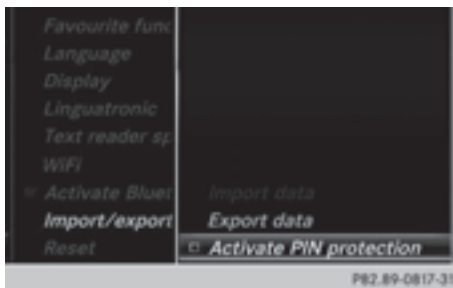 Favourite func
Language
Display
Linguatronic
Text reader sp
WiFi
Activate Bluet
Import/export
Reset
Import data
Export data
Activate PIN protection
P82.89-0817-31